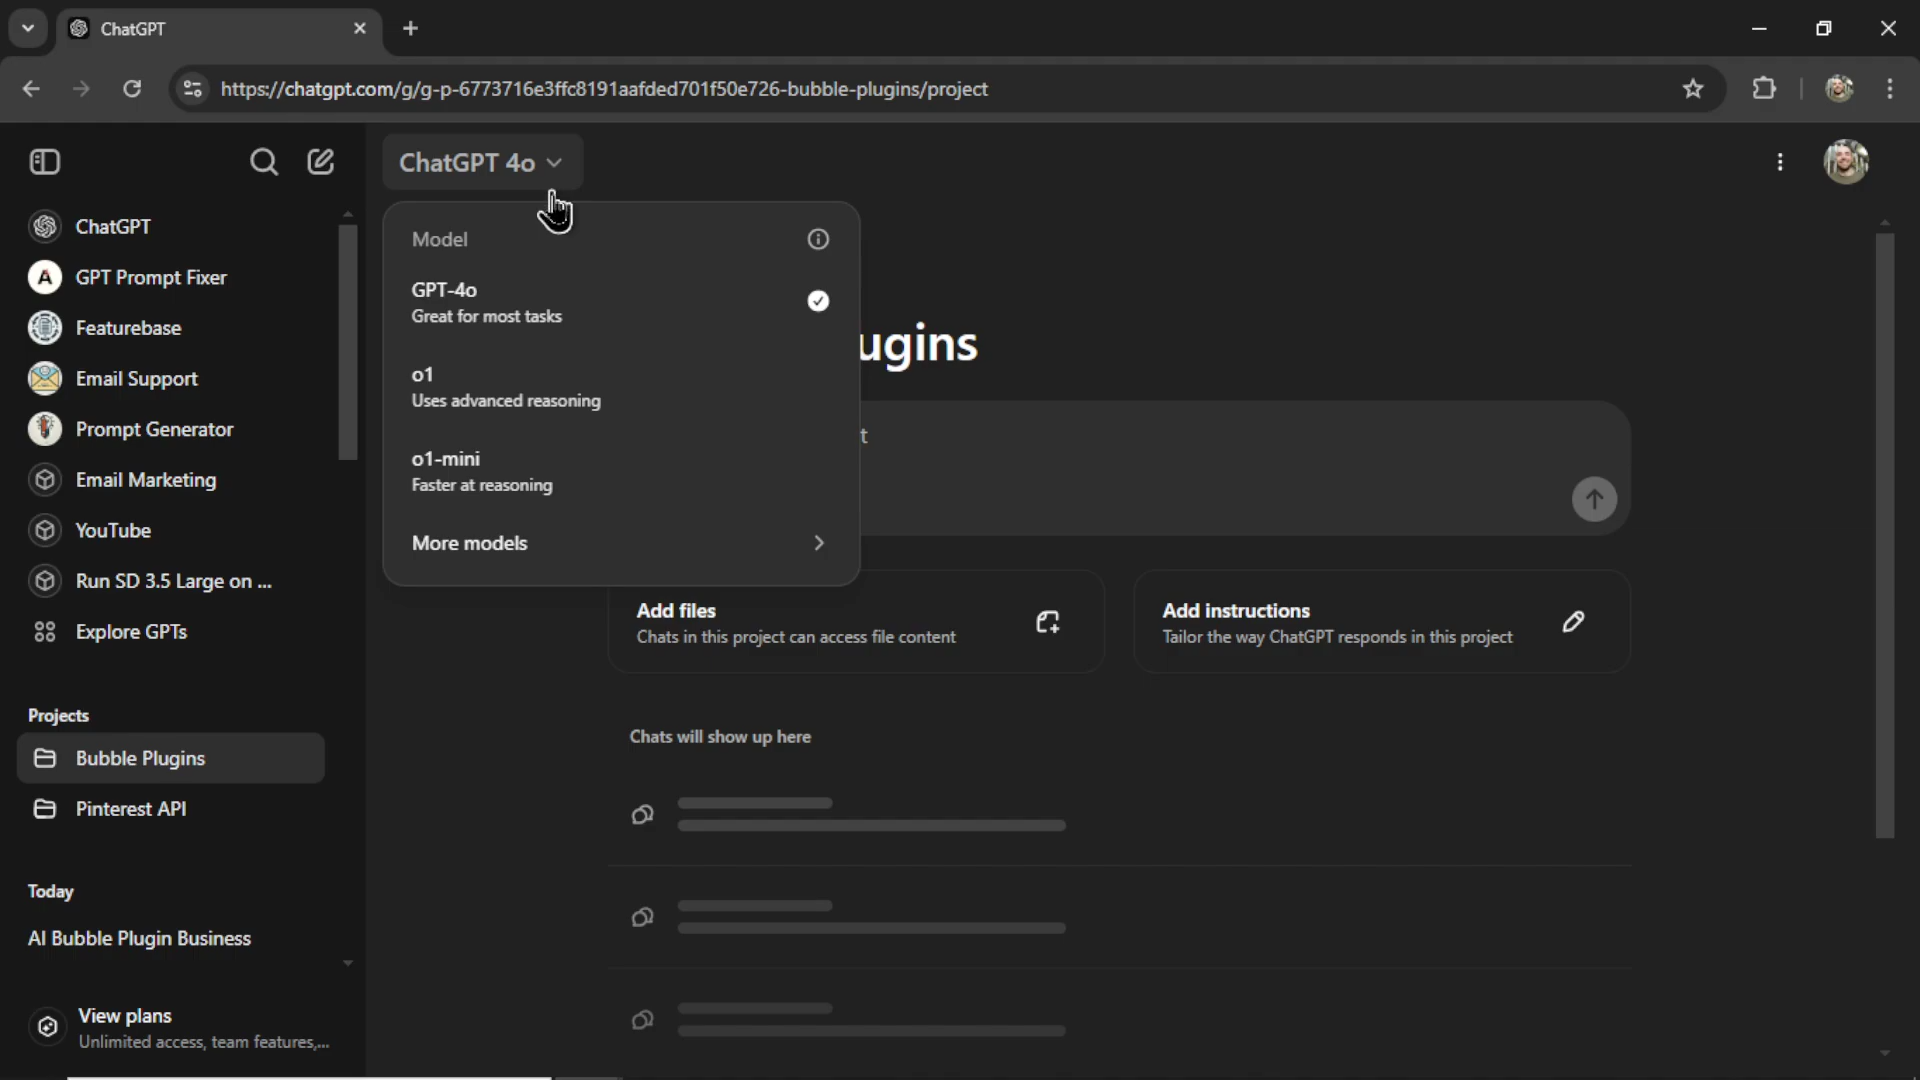 ChatGPT
https://chatgpt.com/g/g-p-6773716e3ffc8191aafded701f50e726-bubble-plugins/project
ChatGPT
GPT Prompt Fixer
Featurebase
Email Support
Prompt Generator
Email Marketing
YouTube
Run SD 3.5 Large on ...
Explore GPTs
Projects
Bubble Plugins
Pinterest API
Today
AI Bubble Plugin Business
View plans
Unlimited access, team features,...
ChatGPT 4o
Model
GPT-4o
Great for most tasks
o1
Uses advanced reasoning
o1-mini
Faster at reasoning
More models
ugins
t
Add files
Chats in this project can access file content
Add instructions
Tailor the way ChatGPT responds in this project
Chats will show up here